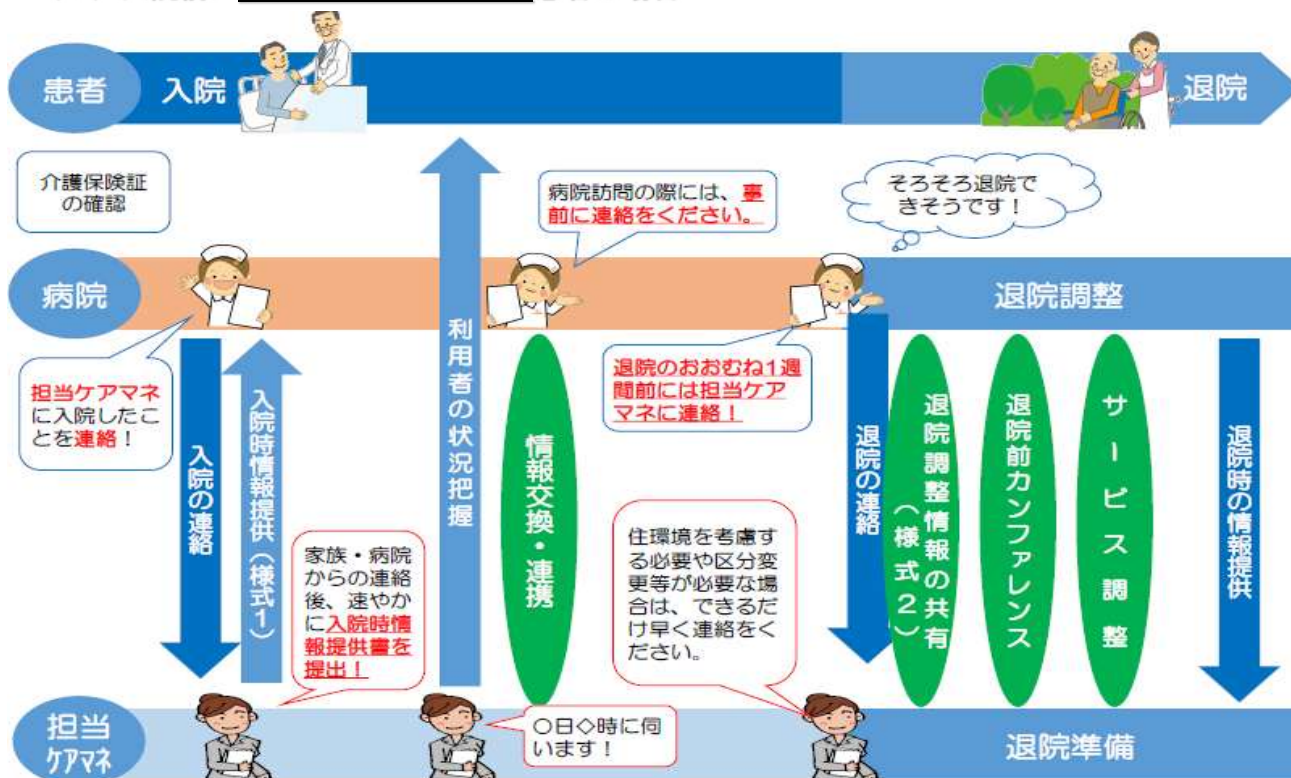 患者
入院
退院
介護保険証
の確認
病院訪問の際には、事
前に連絡をください。
そろそろ退院で
きそうです！
病院
退院調整
担当ケアマネ
に入院したこ
とを連絡！
入院の連絡
入院時情報提供（様式1）
利用者の状況把握
情報交換・連携
退院のおおむね1週
間前には担当ケア
マネに連絡！
退院の連絡
退院調整情報の共有
（様式2）
退院前カンファレンス
サービス調整
退院時の情報提供
家族・病院
からの連絡
後、速やか
に入院時情
報提供書を
提出！
住環境を考慮す
る必要や区分変
更等が必要な場
合は、できるだ
け早く連絡をく
ださい。
〇日◇時に伺
います！
担当
ケアマネ
退院準備